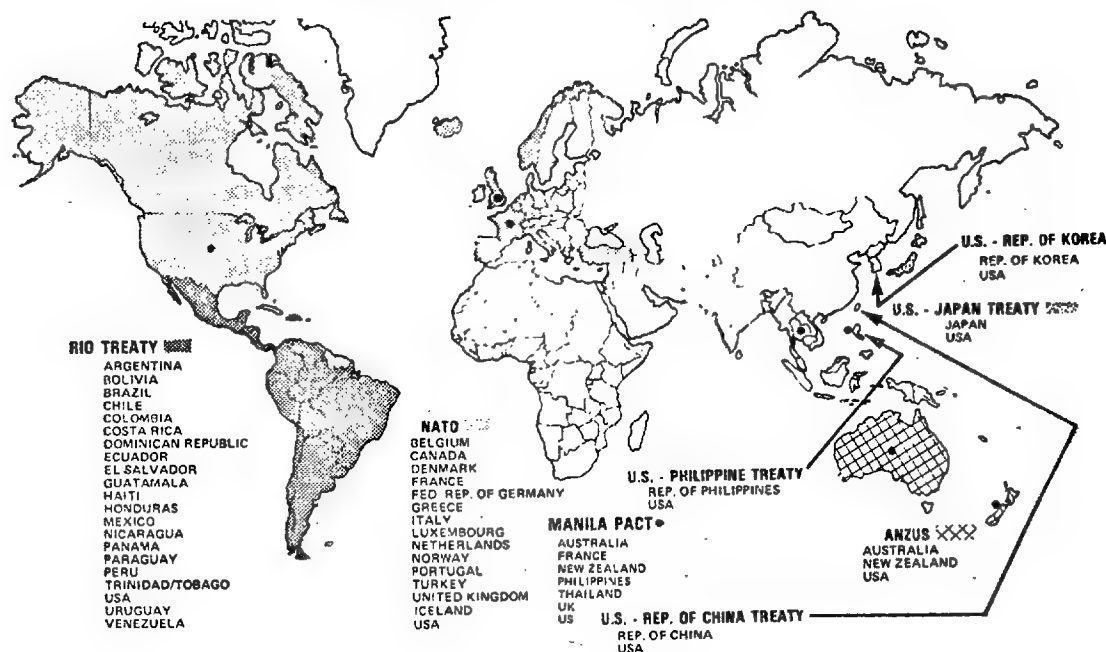 RIO TREATY
ARGENTINA
BOLIVIA
BRAZIL
CHILE
COLOMBIA
COSTA RICA
DOMINICAN REPUBLIC
ECUADOR
EL SALVADOR
GUATAMALA
HAITI
HONDURAS
MEXICO
NICARAGUA
PANAMA
PARAGUAY
PERU
TRINIDAD/TOBAGO
USA
URUGUAY
VENEZUELA
NATO
BELGIUM
CANADA
DENMARK
FRANCE
FED REP. OF GERMANY
GREECE
ITALY
LUXEMBOURG
NETHERLANDS
NORWAY
PORTUGAL
TURKEY
UNITED KINGDOM
ICELAND
USA
MANILA PACT
AUSTRALIA
FRANCE
NEW ZEALAND
PHILIPPINES
THAILAND
UK
US
U.S. - REP. OF KOREA
REP. OF KOREA
USA
U.S. - JAPAN TREATY
JAPAN
USA
U.S. - PHILIPPINE TREATY
REP. OF PHILIPPINES
USA
ANZUS
AUSTRALIA
NEW ZEALAND
USA
U.S. - REP. OF CHINA TREATY
REP. OF CHINA
USA